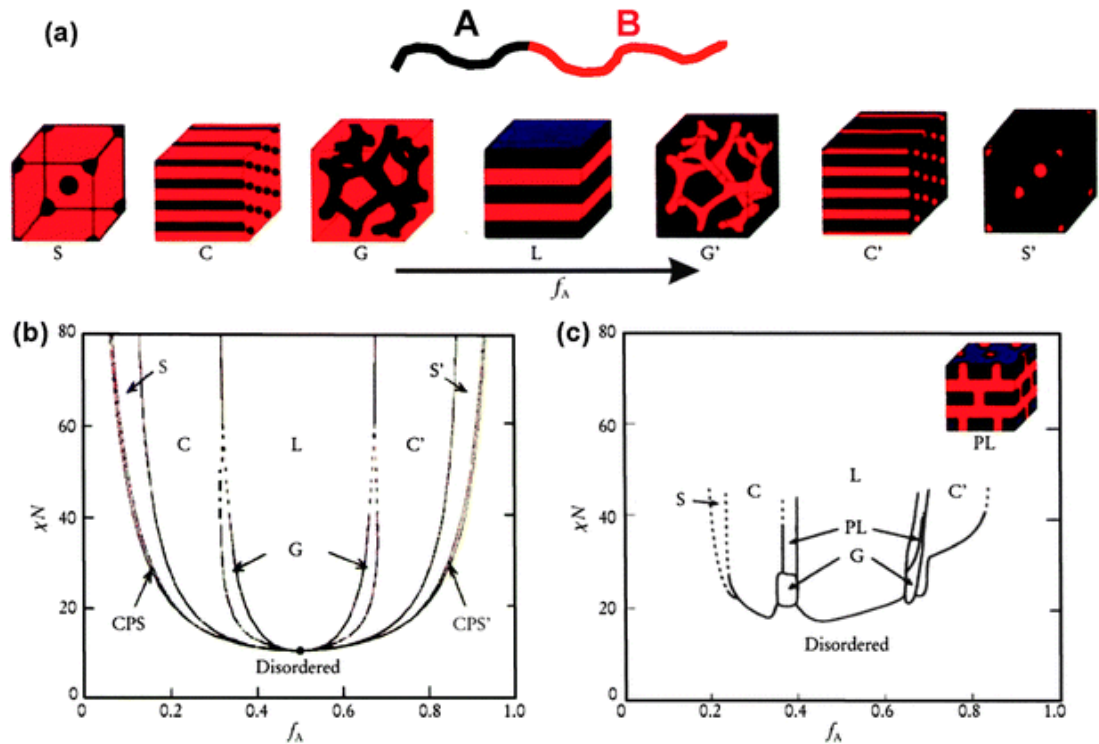 (a)
A B
S C G L G' C' S'
fA
(b)
80
60
40
20
0
χN
S S'
C L C'
G
CPS CPS'
Disordered
0 0.2 0.4 0.6 0.8 1.0
fA
(c)
80
60
40
20
0
χN
PL
L
S C C'
PL
G
Disordered
0 0.2 0.4 0.6 0.8 1.0
fA